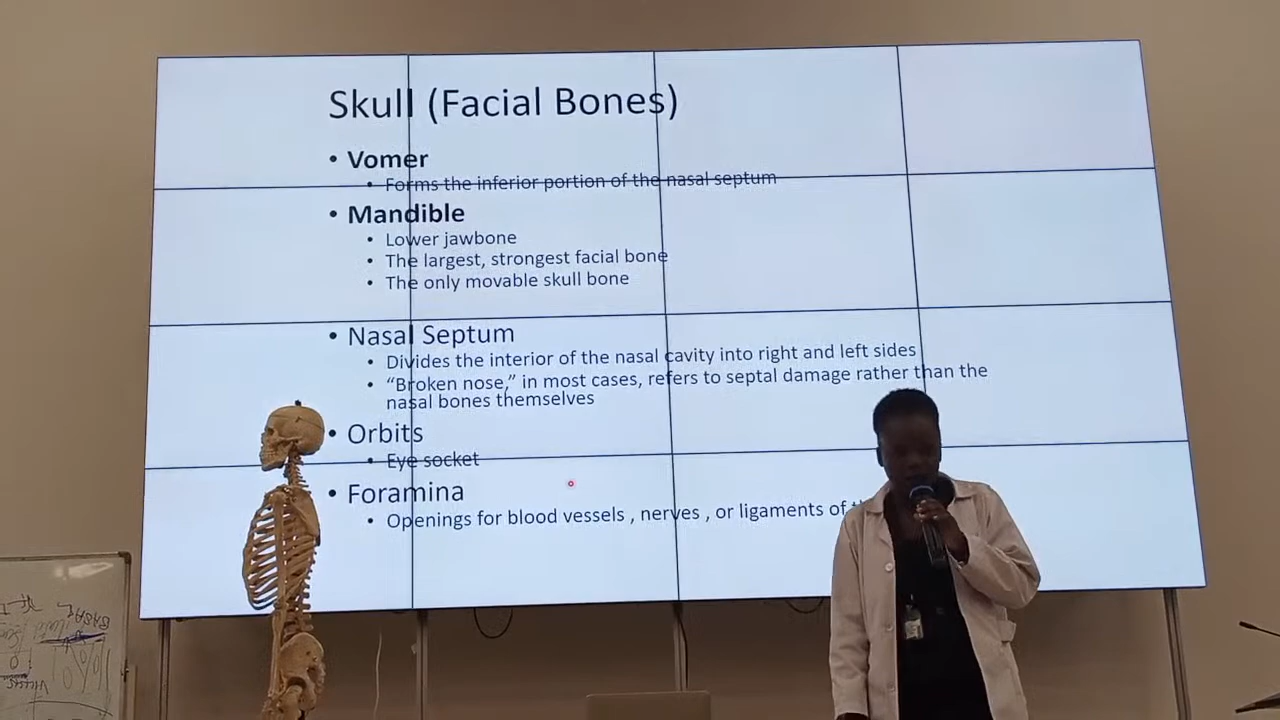 Skull (Facial Bones)
• Vomer
• Forms the inferior portion of the nasal septum
• Mandible
• Lower jawbone
• The largest, strongest facial bone
• The only movable skull bone
• Nasal Septum
• Divides the interior of the nasal cavity into right and left sides
• “Broken nose,” in most cases, refers to septal damage rather than the
nasal bones themselves
• Orbits
• Eye socket
• Foramina
• Openings for blood vessels , nerves , or ligaments of